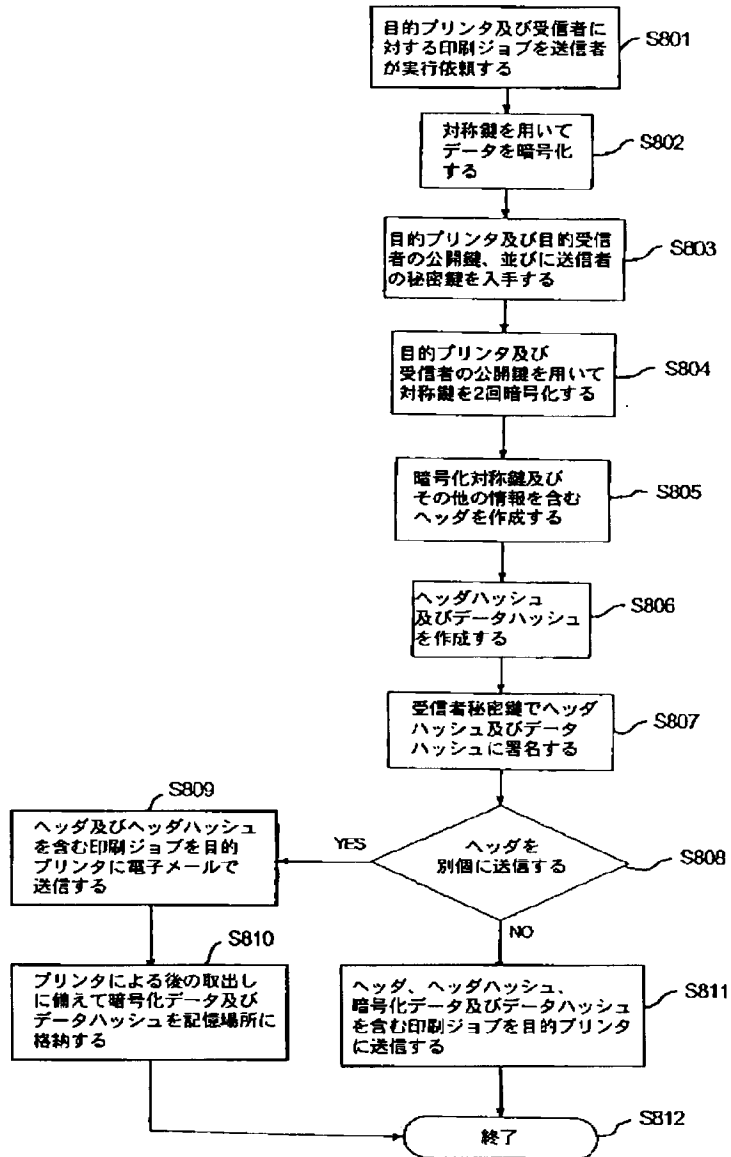 目的プリンタ及び受信者に
対する印刷ジョブを送信者
が実行依頼する
S801
対称鍵を用いて
データを暗号化
する
S802
目的プリンタ及び目的受信
者の公開鍵、並びに送信者
の秘密鍵を入手する
S803
目的プリンタ及び
受信者の公開鍵を用いて
対称鍵を2回暗号化する
S804
暗号化対称鍵及び
その他の情報を含む
ヘッダを作成する
S805
ヘッダハッシュ
及びデータハッシュ
を作成する
S806
受信者秘密鍵でヘッダ
ハッシュ及びデータ
ハッシュに署名する
S807
ヘッダを
別個に送信する
S808
YES
NO
S809
ヘッダ及びヘッダハッシュ
を含む印刷ジョブを目的
プリンタに電子メールで
送信する
S810
プリンタによる後の取出し
に備えて暗号化データ及び
データハッシュを記憶場所に
格納する
ヘッダ、ヘッダハッシュ、
暗号化データ及びデータハッシュ
を含む印刷ジョブを目的プリンタ
に送信する
S811
終了
S812